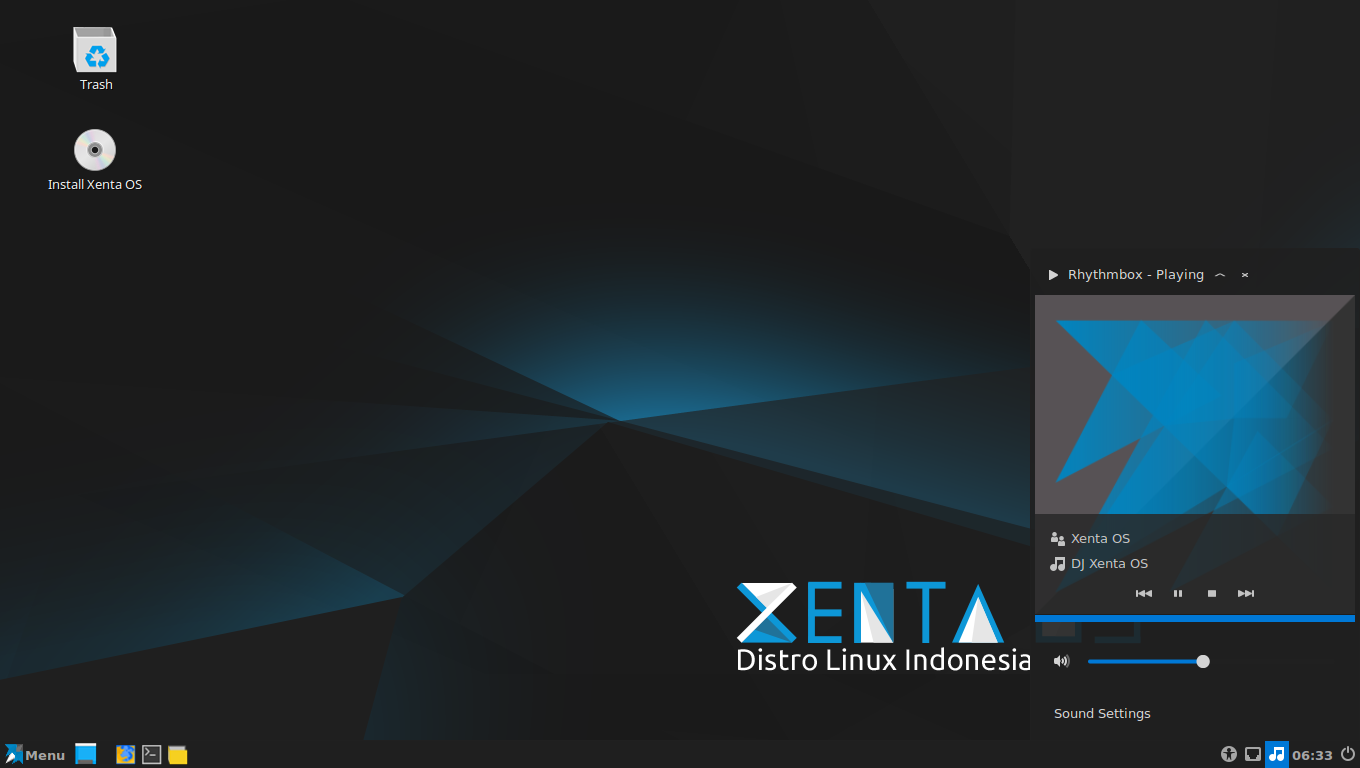 Trash
Install Xenta OS
Rhythmbox - Playing
Xenta OS
DJ Xenta OS
XENTA
Distro Linux Indonesia
Sound Settings
Menu
06:33